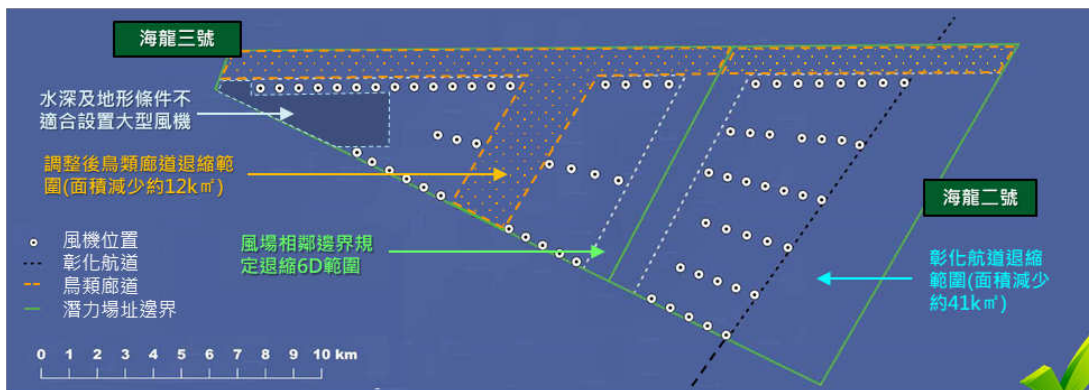 海龍三號
水深及地形條件不
適合設置大型風機
調整後鳥類廊道退縮範
圍(面積減少約12k㎡)
風機位置
彰化航道
鳥類廊道
潛力場址邊界
風場相鄰邊界規
定退縮6D範圍
海龍二號
彰化航道退縮
範圍(面積減少
約41k㎡)
0 1 2 3 4 5 6 7 8 9 10 km